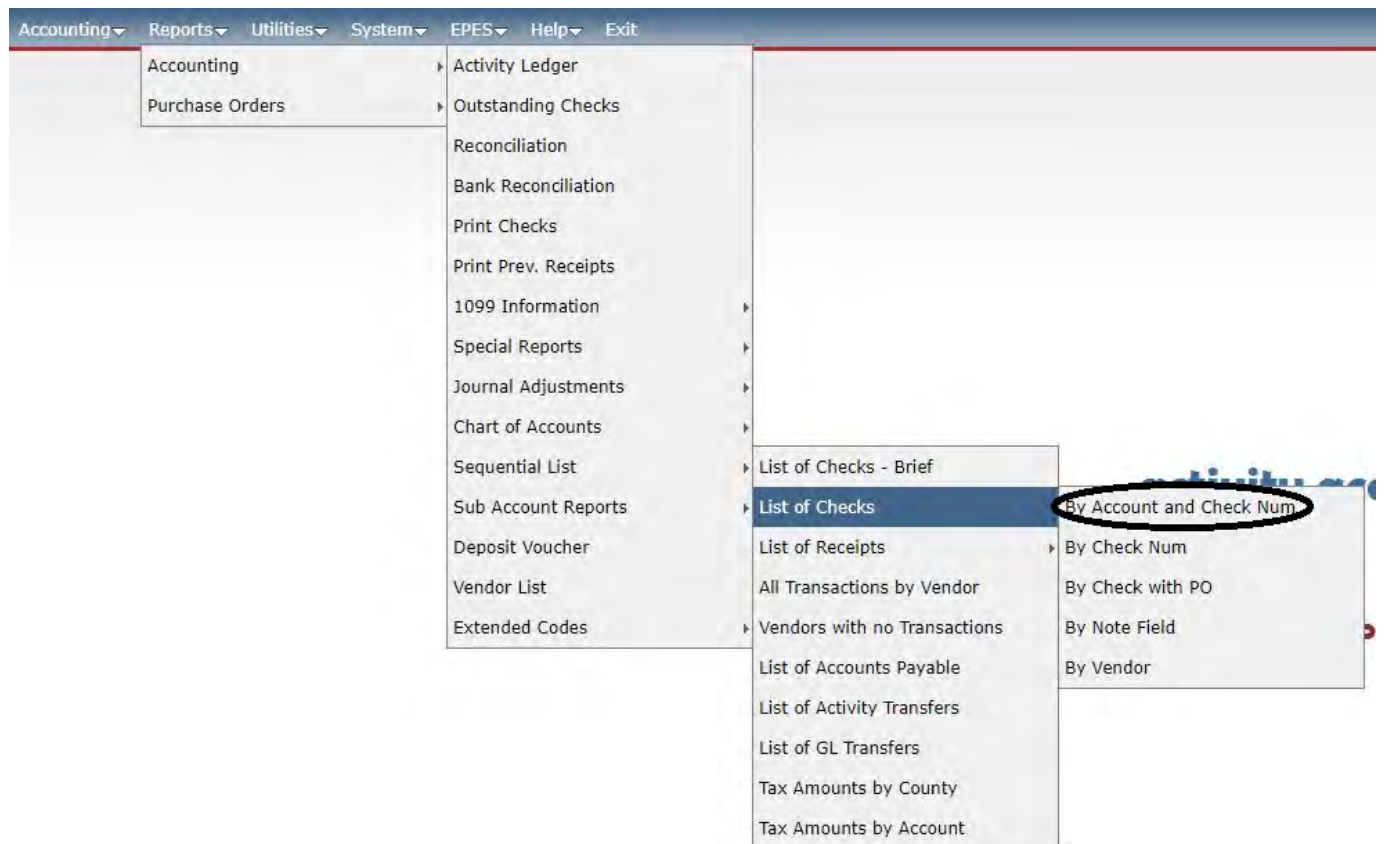 Accounting Reports Utilities System EPES Help Exit
Accounting
Purchase Orders
Activity Ledger
Outstanding Checks
Reconciliation
Bank Reconciliation
Print Checks
Print Prev. Receipts
1099 Information
Special Reports
Journal Adjustments
Chart of Accounts
Sequential List
Sub Account Reports
Deposit Voucher
Vendor List
Extended Codes
List of Checks - Brief
List of Checks
List of Receipts
All Transactions by Vendor
Vendors with no Transactions
List of Accounts Payable
List of Activity Transfers
List of GL Transfers
Tax Amounts by County
Tax Amounts by Account
By Account and Check Num
By Check Num
By Check with PO
By Note Field
By Vendor